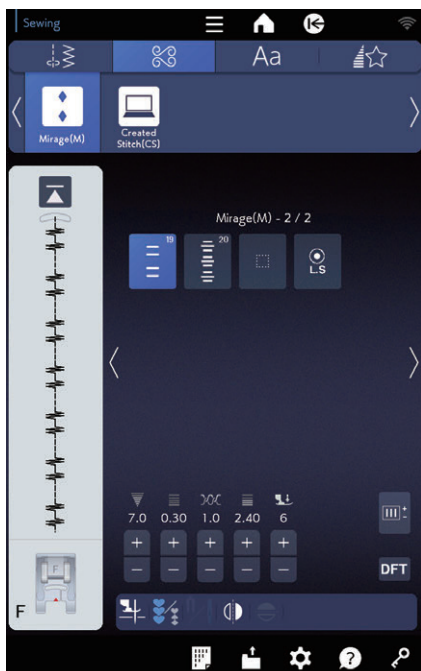 Sewing
Aa
Mirage(M)
Created
Stitch(CS)
Mirage(M) - 2 / 2
19
20
L.S
7.0 0.30 1.0 2.40 6
+ + + + +
− − − − −
DFT
F
F
?